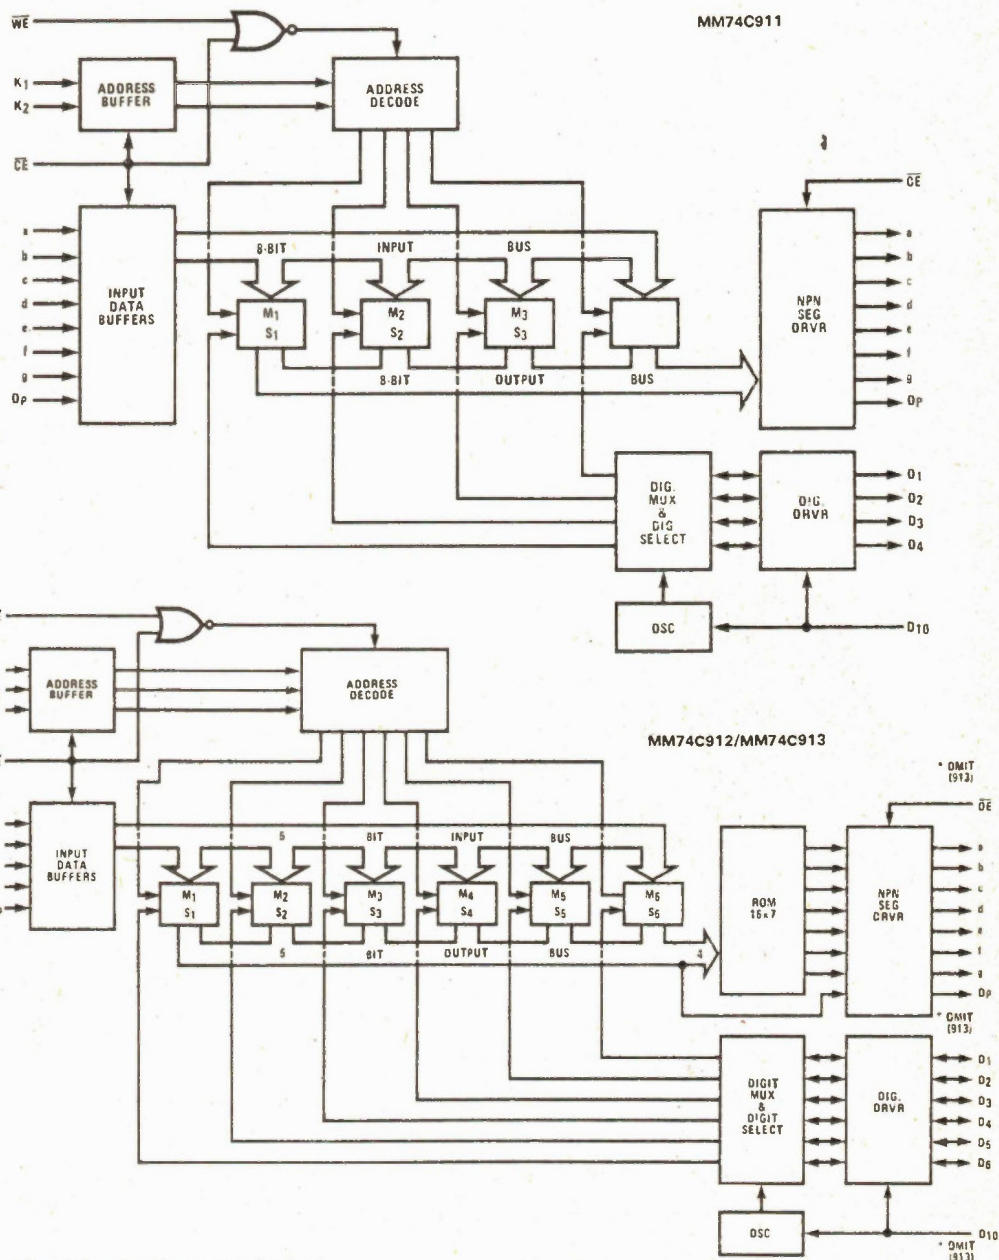 MM74C911
WE
K1
K2
ADDRESS
BUFFER
ADDRESS
DECODE
CE
CE
a
b
c
d
e
f
g
Dp
INPUT
DATA
BUFFERS
8-BIT INPUT BUS
M1
S1
M2
S2
M3
S3
8-BIT OUTPUT BUS
NPN
SEG
DRVR
a
b
c
d
e
f
g
Dp
DIG.
MUX
&
DIG
SELECT
DIG.
DRVR
D1
D2
D3
D4
OSC
D10
ADDRESS
BUFFER
ADDRESS
DECODE
MM74C912/MM74C913
* OMIT
(913)
OE
INPUT
DATA
BUFFERS
5 BIT INPUT BUS
M1
S1
M2
S2
M3
S3
M4
S4
M5
S5
M6
S6
5 BIT OUTPUT BUS
4
ROM
16x7
NPN
SEG
DRVR
a
b
c
d
e
f
g
Dp
* OMIT
(913)
DIGIT
MUX
&
DIGIT
SELECT
DIG.
DRVR
D1
D2
D3
D4
D5
D6
OSC
D10
* OMIT
(913)